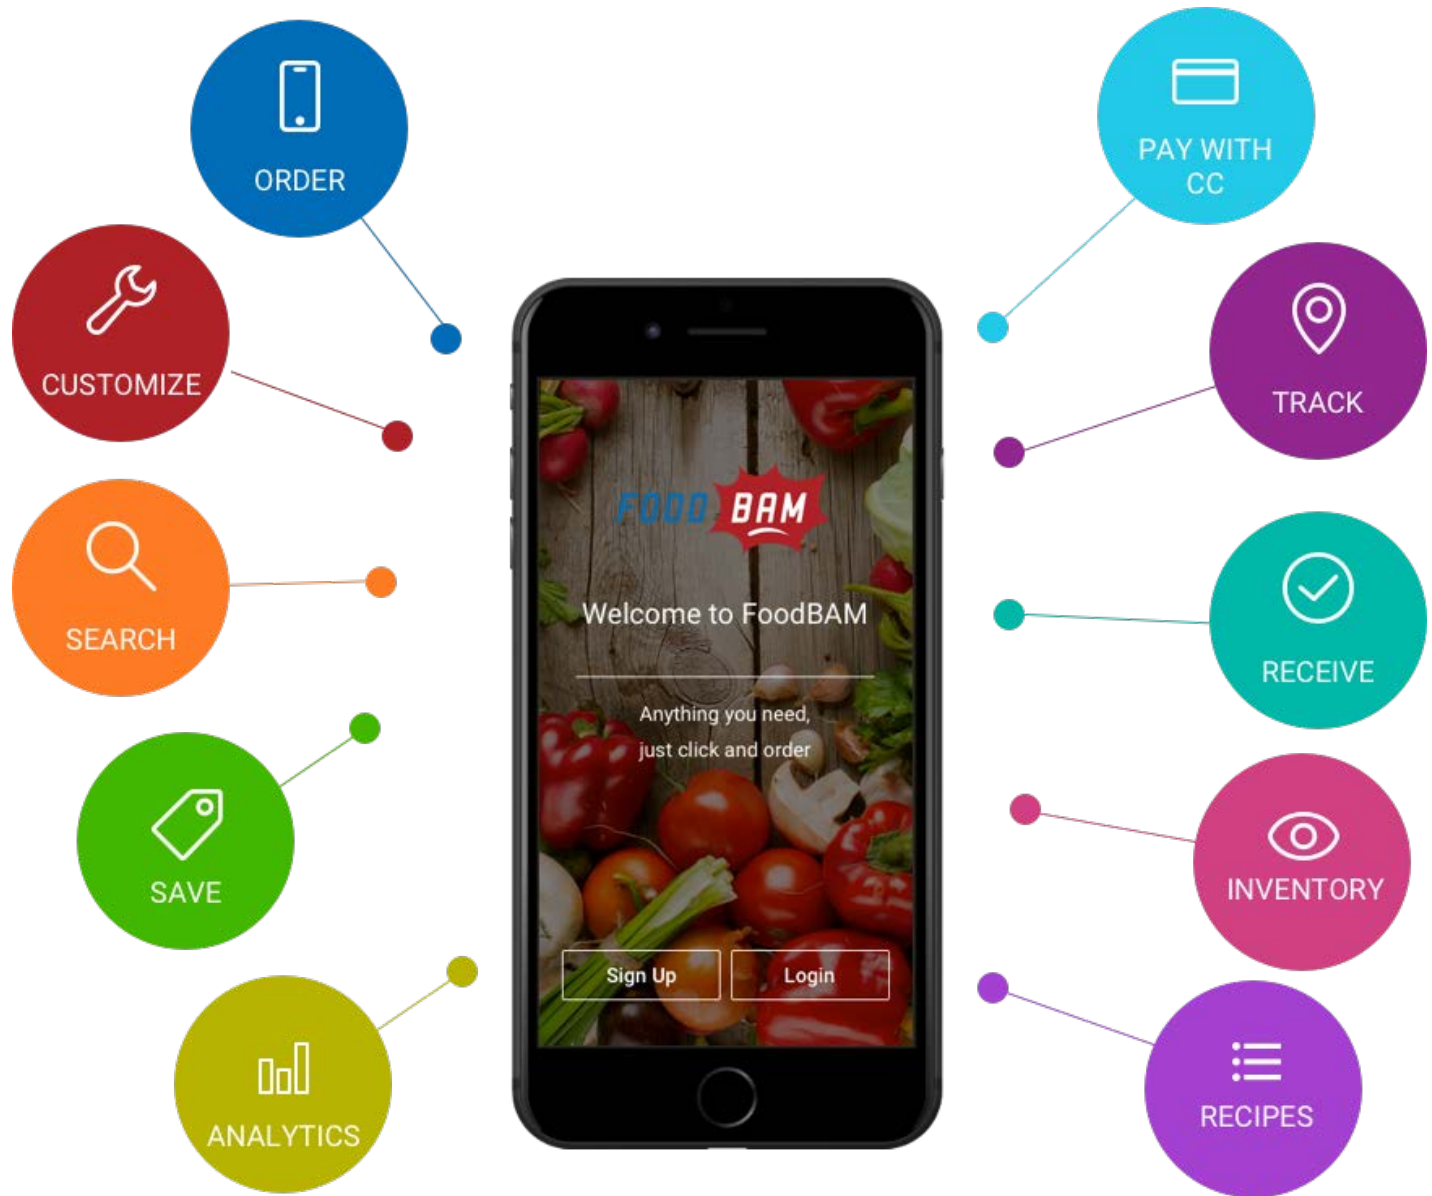 ORDER
PAY WITH
CC
CUSTOMIZE
TRACK
FOOD BAM
SEARCH
Welcome to FoodBAM
RECEIVE
Anything you need,
just click and order
SAVE
INVENTORY
Sign Up
Login
ANALYTICS
RECIPES